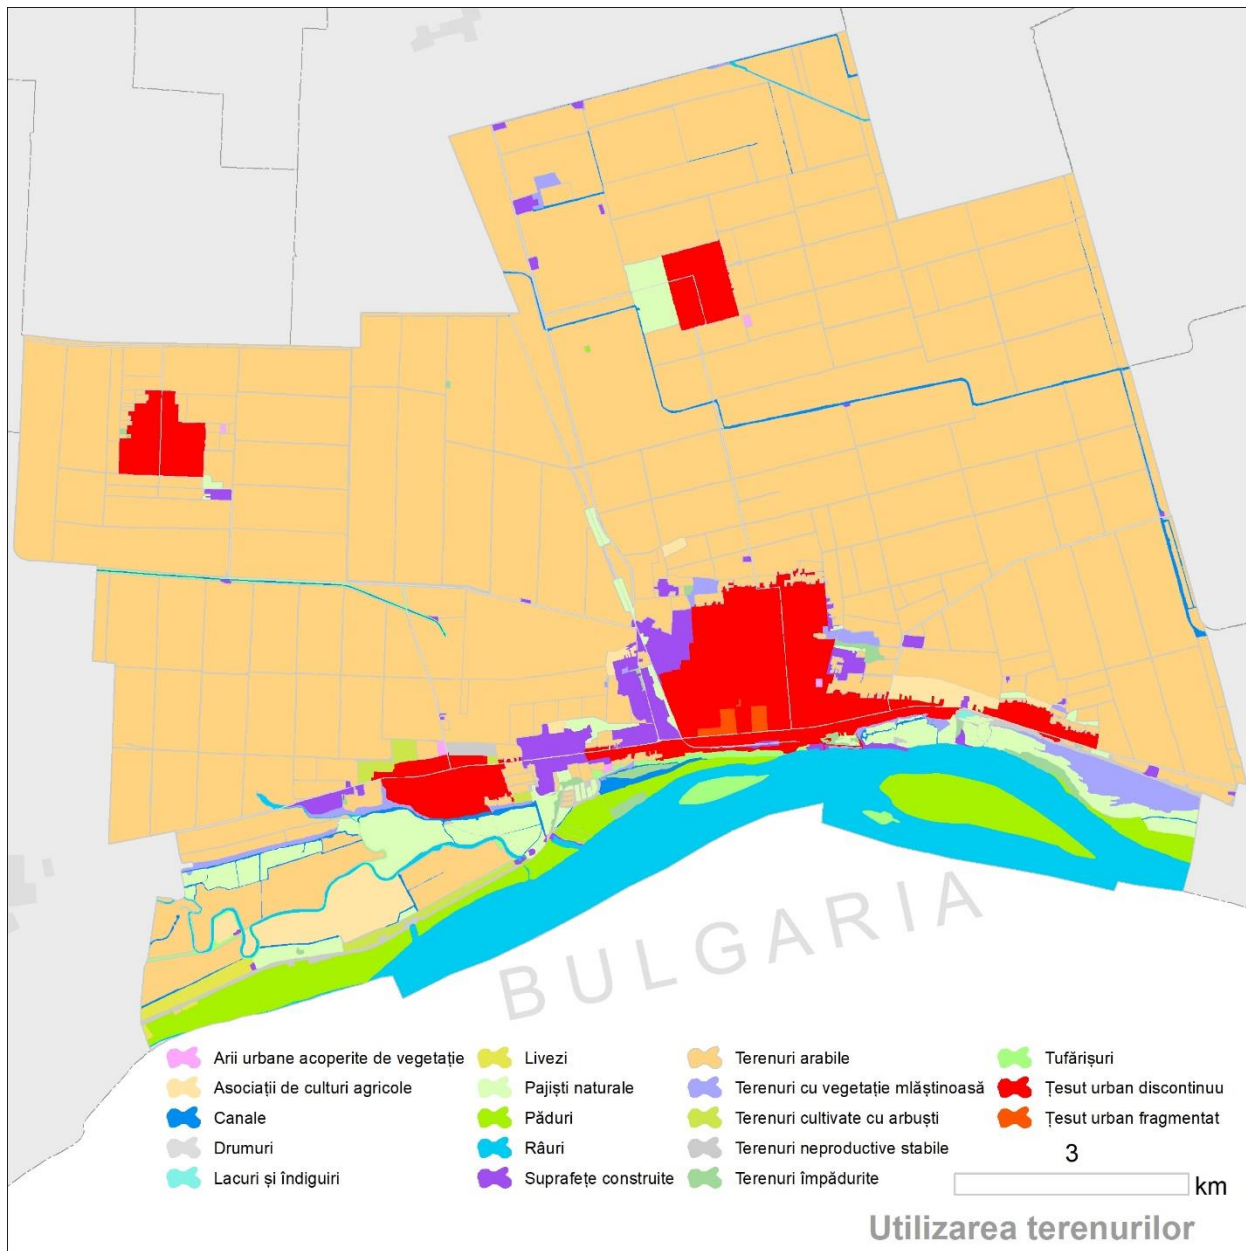 BULGARIA
Arii urbane acoperite de vegetație
Asociații de culturi agricole
Canale
Drumuri
Lacuri și îndiguiri
Livezi
Pajiști naturale
Păduri
Râuri
Suprafețe construite
Terenuri arabile
Terenuri cu vegetație mlăștinoasă
Terenuri cultivate cu arbuști
Terenuri neproductive stabile
Terenuri împădurite
Tufărișuri
Țesut urban discontinuu
Țesut urban fragmentat
3
km
Utilizarea terenurilor